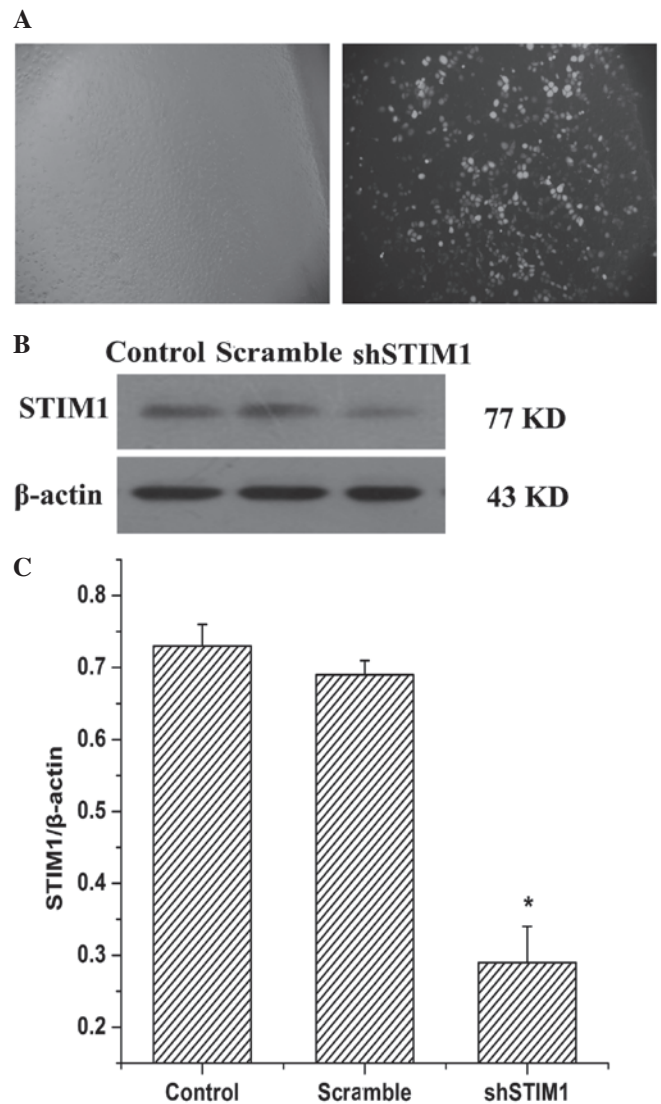 A
B
Control Scramble shSTIM1
STIM1 77 KD
β-actin 43 KD
C
0.8
0.7
0.6
0.5
0.4
0.3
0.2
STIM1/β-actin
*
Control Scramble shSTIM1